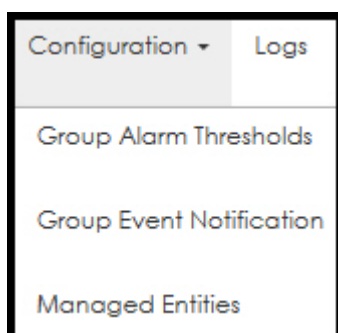 Configuration Logs
Group Alarm Thresholds
Group Event Notification
Managed Entities